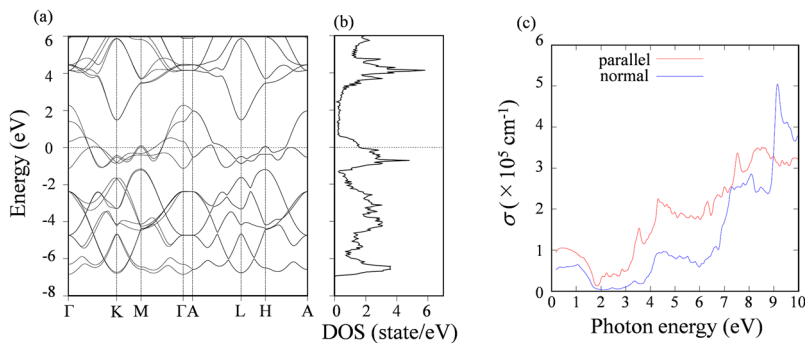 (a)
(b)
(c)
Energy (eV)
6
4
2
0
-2
-4
-6
-8
Γ K M Γ A L H A
0 2 4 6
DOS (state/eV)
parallel
normal
σ ( × 10⁵ cm⁻¹)
6
5
4
3
2
1
0
0 1 2 3 4 5 6 7 8 9 10
Photon energy (eV)